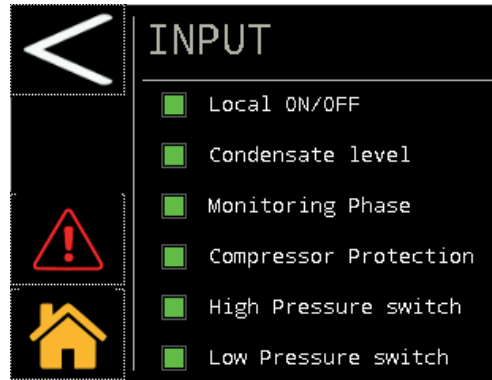 INPUT
Local ON/OFF
Condensate level
Monitoring Phase
Compressor Protection
High Pressure switch
Low Pressure switch